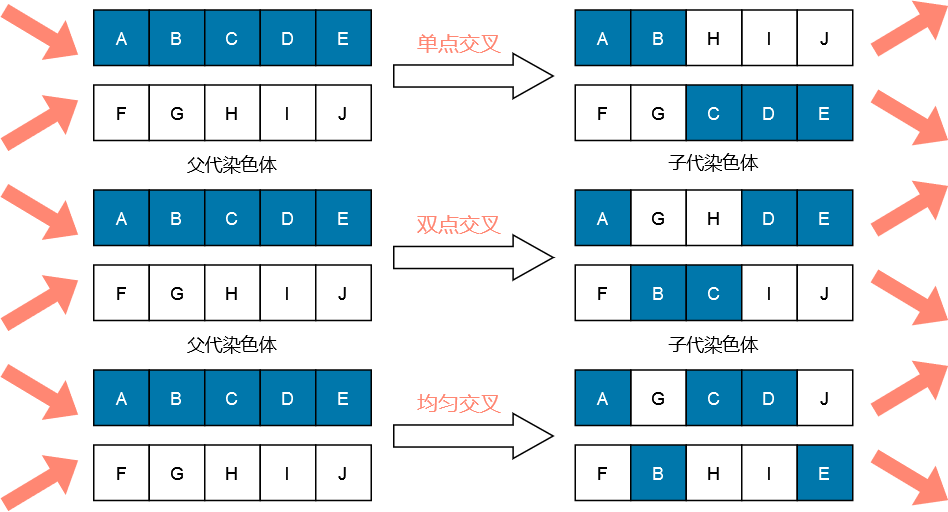 A B C D E 单点交叉 A B H I J
F G H I J F G C D E
父代染色体 子代染色体
A B C D E 双点交叉 A G H D E
F G H I J F B C I J
父代染色体 子代染色体
A B C D E 均匀交叉 A G C D J
F G H I J F B H I E